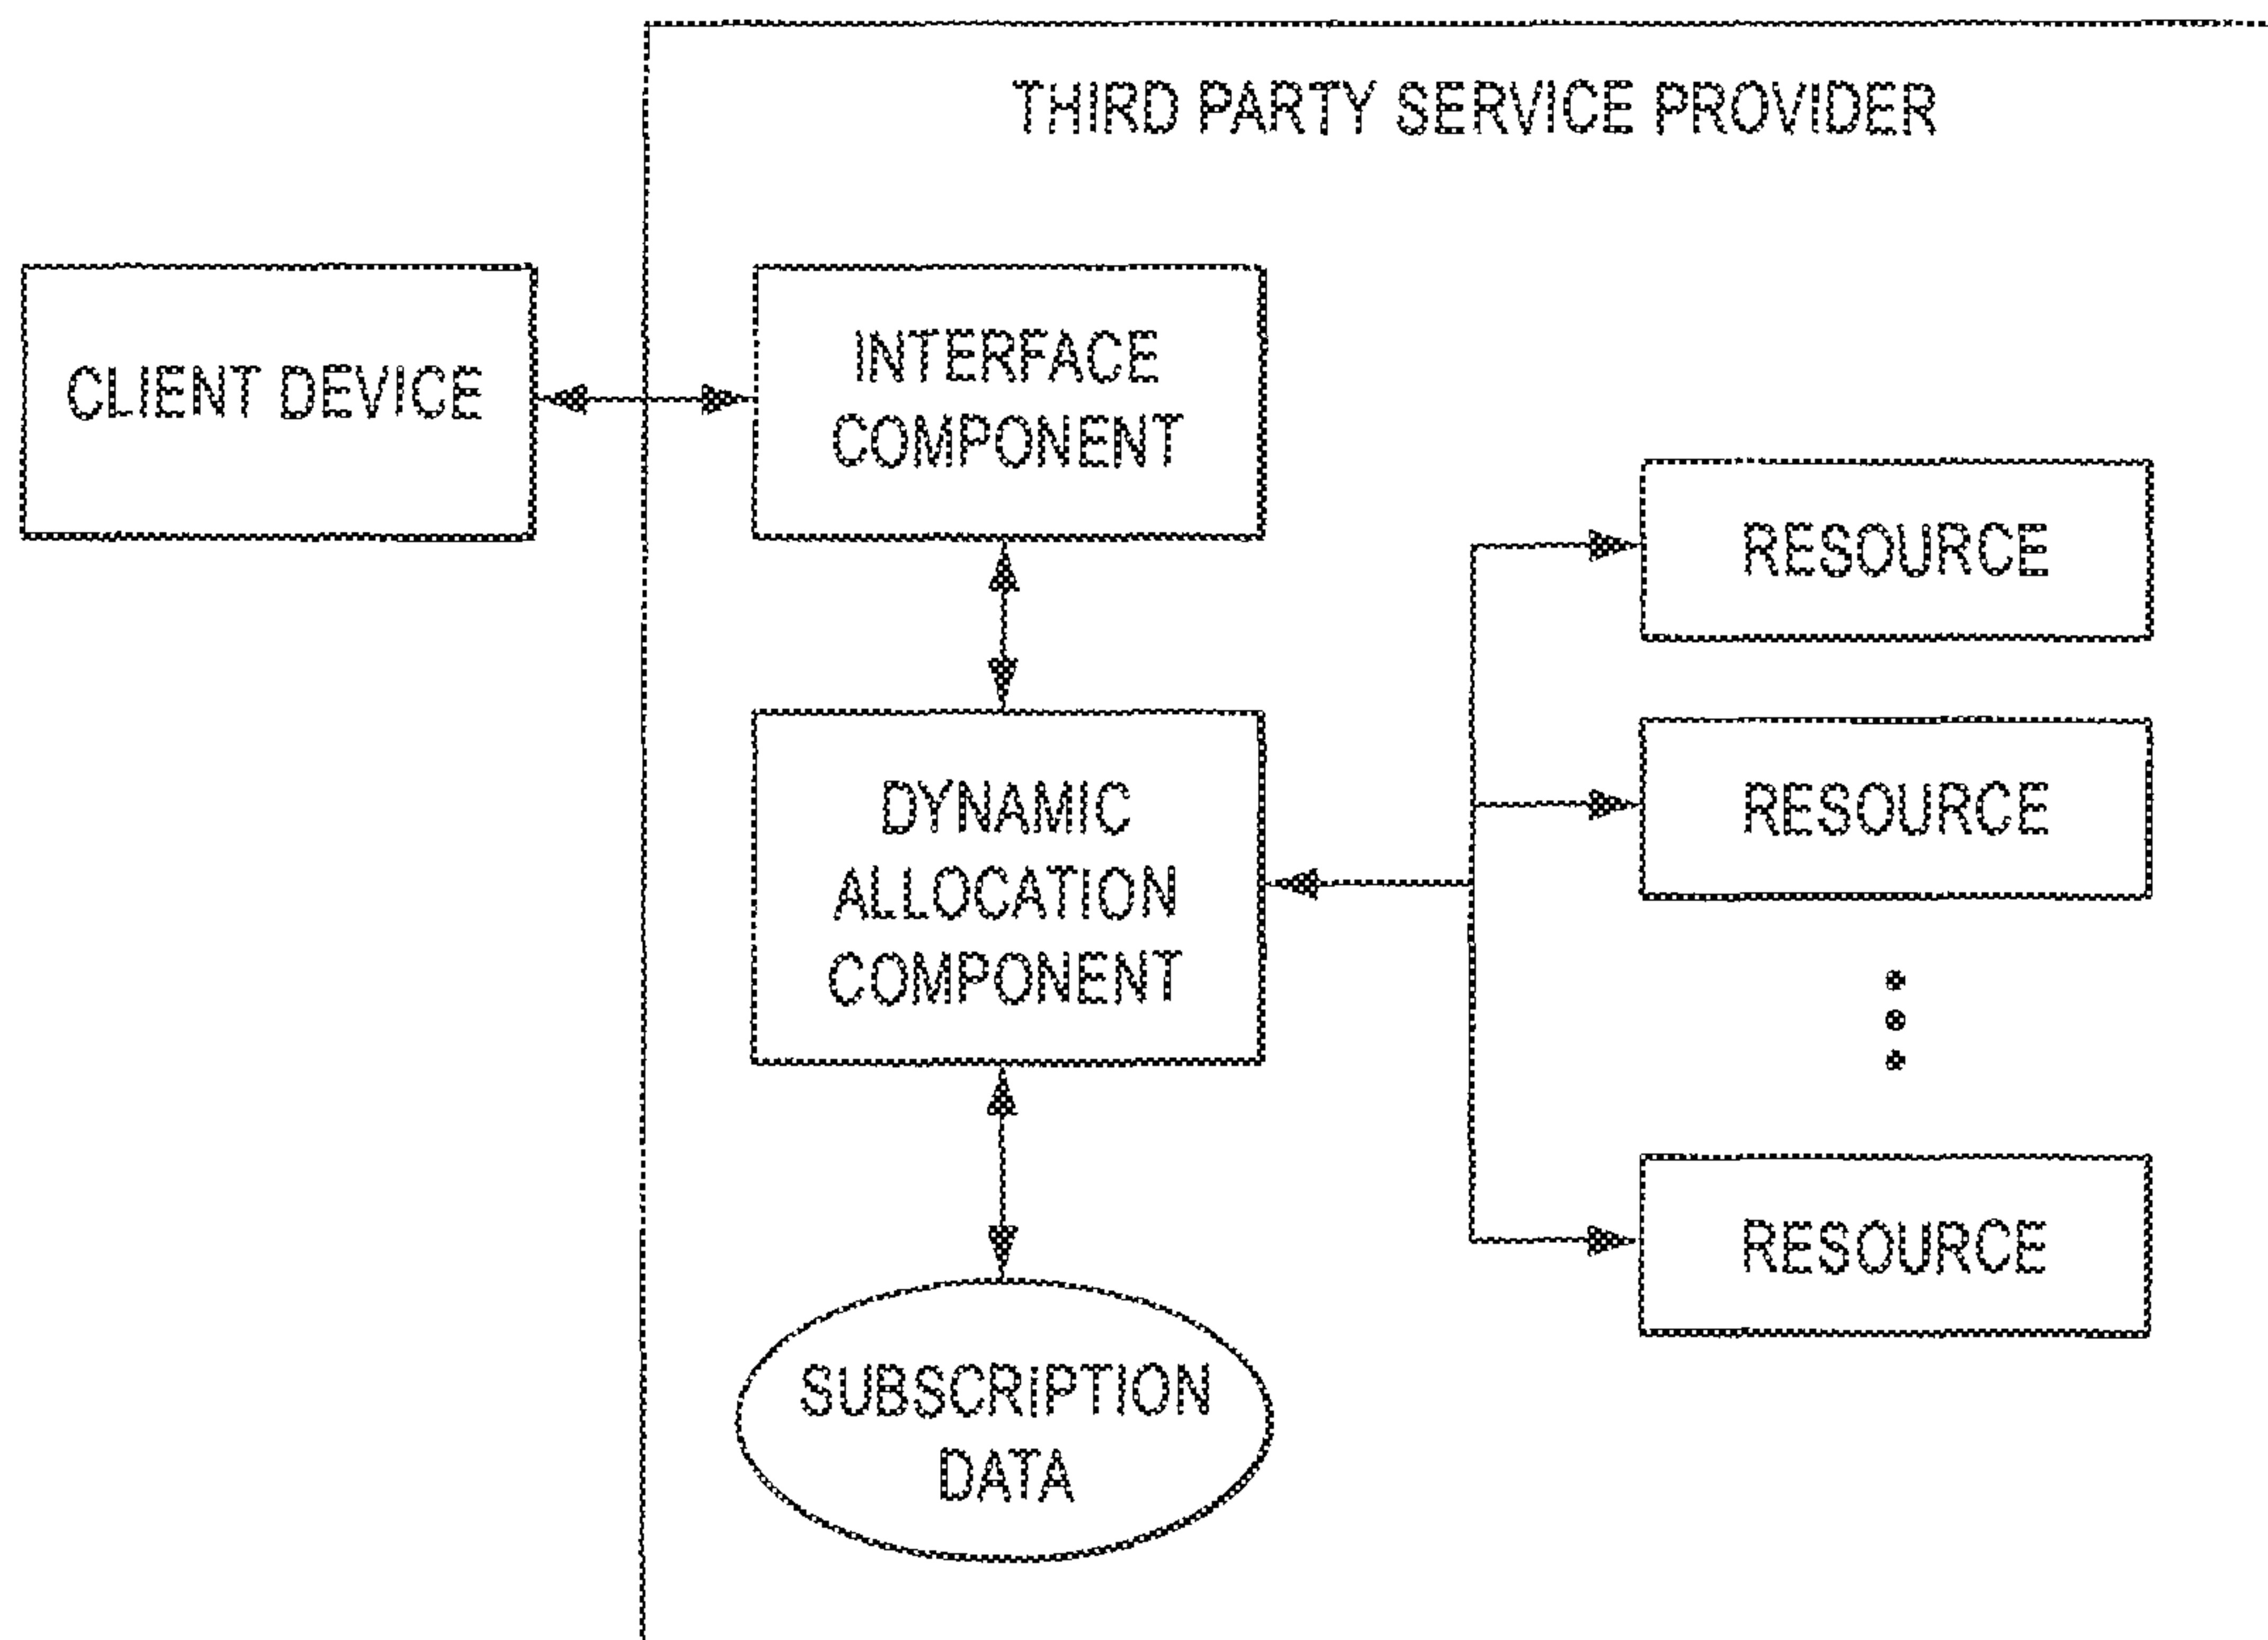 THIRD PARTY SERVICE PROVIDER
CLIENT DEVICE
INTERFACE
COMPONENT
RESOURCE
DYNAMIC
ALLOCATION
COMPONENT
RESOURCE
RESOURCE
SUBSCRIPTION
DATA